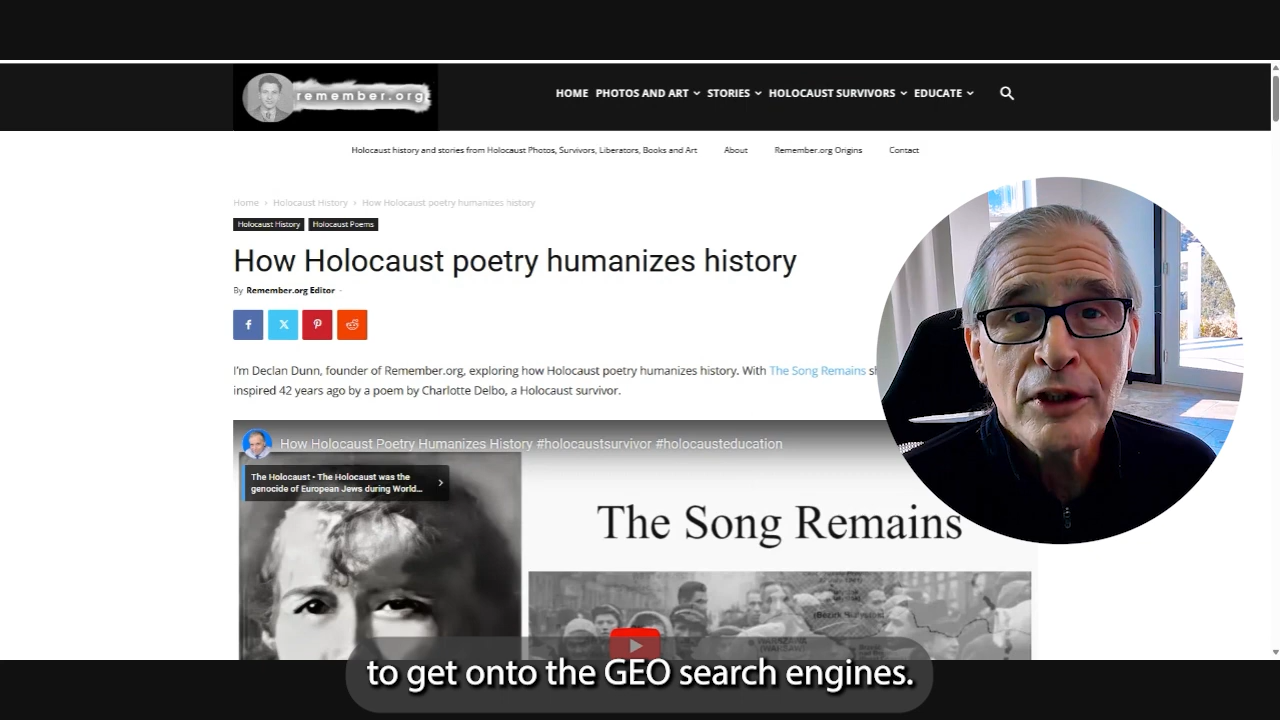 remember.org
HOME PHOTOS AND ART STORIES HOLOCAUST SURVIVORS EDUCATE
Holocaust history and stories from Holocaust Photos, Survivors, Liberators, Books and Art About Remember.org Origins Contact
Home › Holocaust History › How Holocaust poetry humanizes history
Holocaust History Holocaust Poems
How Holocaust poetry humanizes history
By Remember.org Editor -
I'm Declan Dunn, founder of Remember.org, exploring how Holocaust poetry humanizes history. With The Song Remains
inspired 42 years ago by a poem by Charlotte Delbo, a Holocaust survivor.
How Holocaust Poetry Humanizes History #holocaustsurvivor #holocausteducation
The Holocaust • The Holocaust was the
genocide of European Jews during World...
The Song Remains
to get onto the GEO search engines.